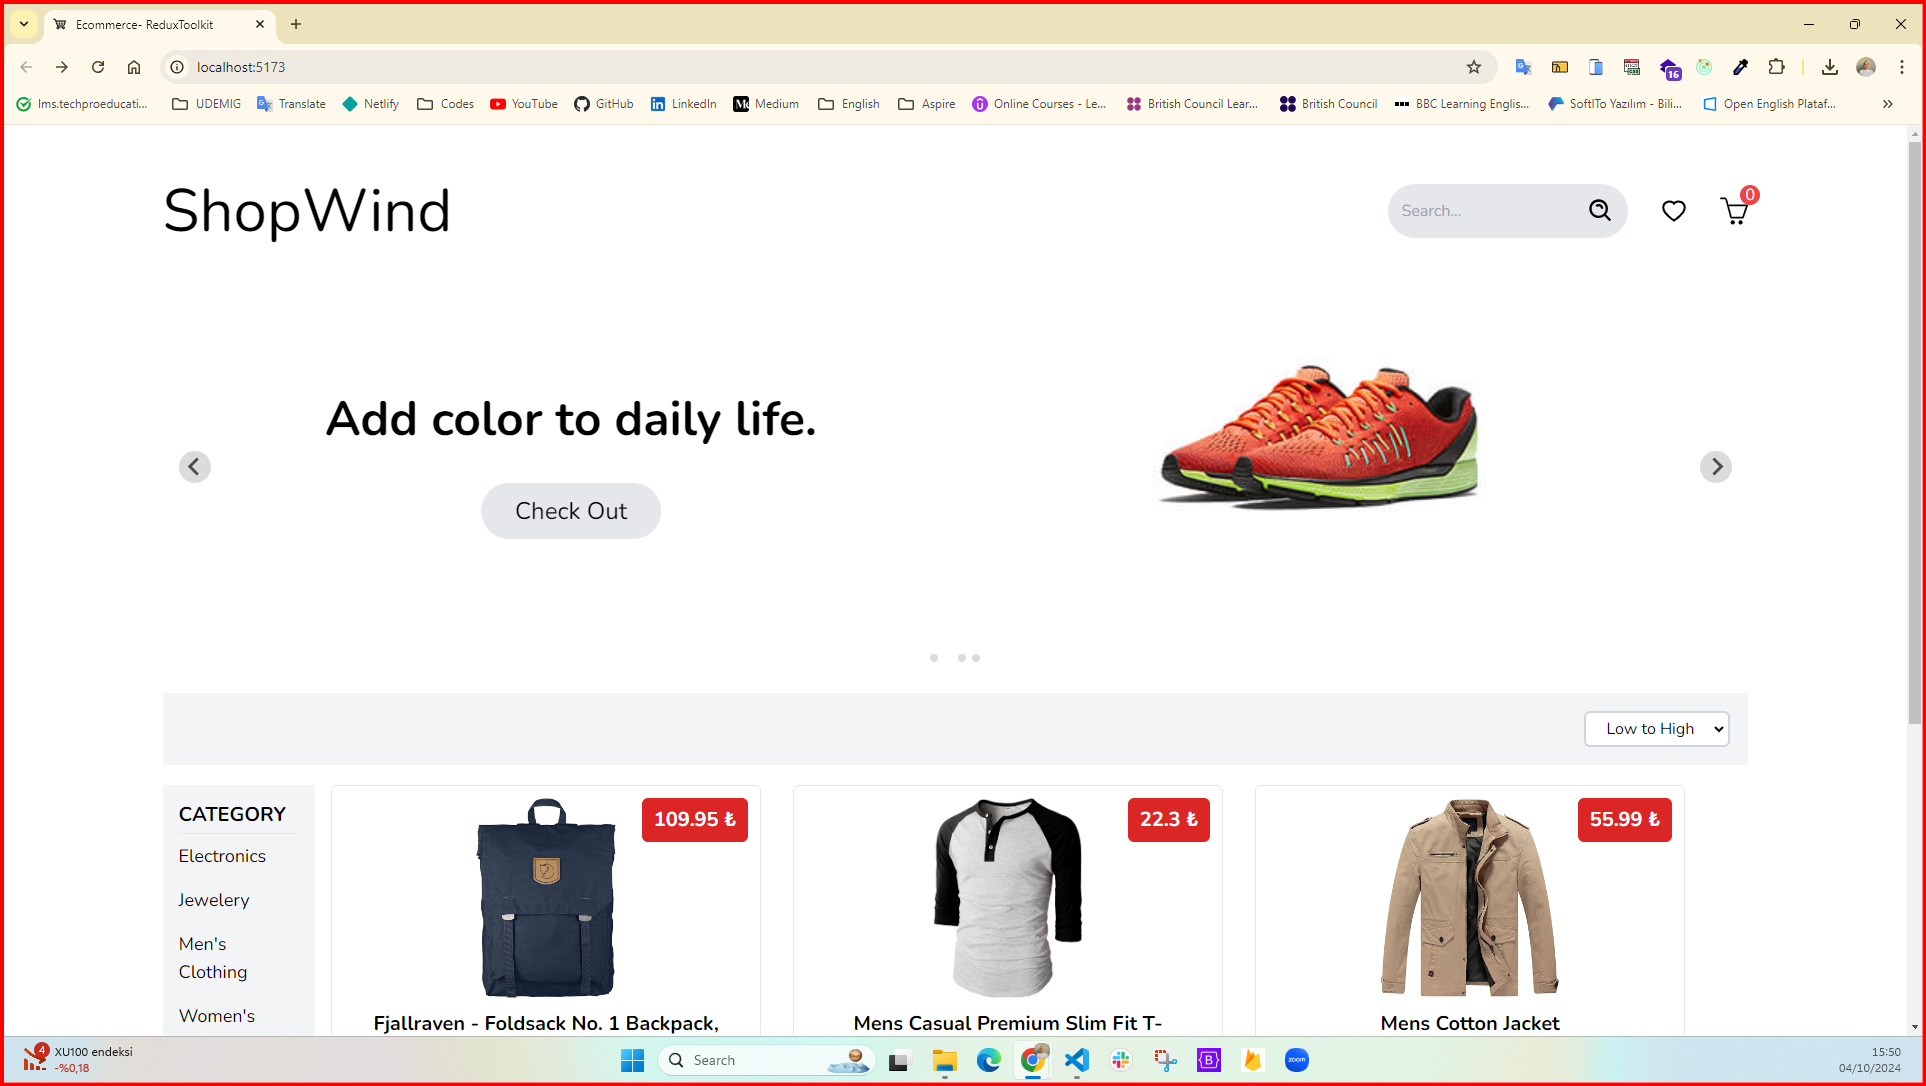 Ecommerce- ReduxToolkit
localhost:5173
16
lms.techproeducati...
UDEMIG
Translate
Netlify
Codes
YouTube
GitHub
LinkedIn
Medium
English
Aspire
Online Courses - Le...
British Council Lear...
British Council
BBC Learning Englis...
SoftITo Yazılım - Bili...
Open English Plataf...
ShopWind
Search...
0
Add color to daily life.
Check Out
Low to High
CATEGORY
Electronics
Jewelery
Men's
Clothing
Women's
109.95 ₺
Fjallraven - Foldsack No. 1 Backpack,
22.3 ₺
Mens Casual Premium Slim Fit T-
55.99 ₺
Mens Cotton Jacket
4
XU100 endeksi
-%0,18
Search
zoom
15:50
04/10/2024